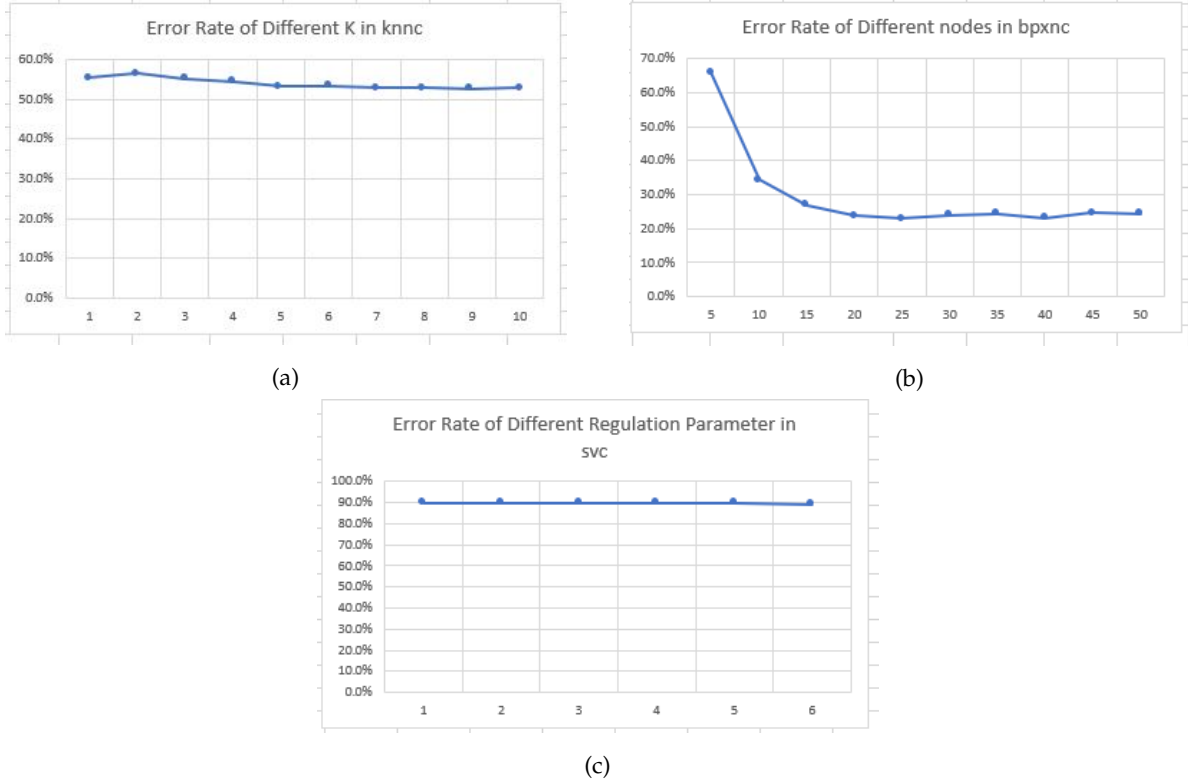 Error Rate of Different K in knnc
60.0%
50.0%
40.0%
30.0%
20.0%
10.0%
0.0%
1 2 3 4 5 6 7 8 9 10
(a)
Error Rate of Different nodes in bpxnc
70.0%
60.0%
50.0%
40.0%
30.0%
20.0%
10.0%
0.0%
5 10 15 20 25 30 35 40 45 50
(b)
Error Rate of Different Regulation Parameter in
svc
100.0%
90.0%
80.0%
70.0%
60.0%
50.0%
40.0%
30.0%
20.0%
10.0%
0.0%
1 2 3 4 5 6
(c)